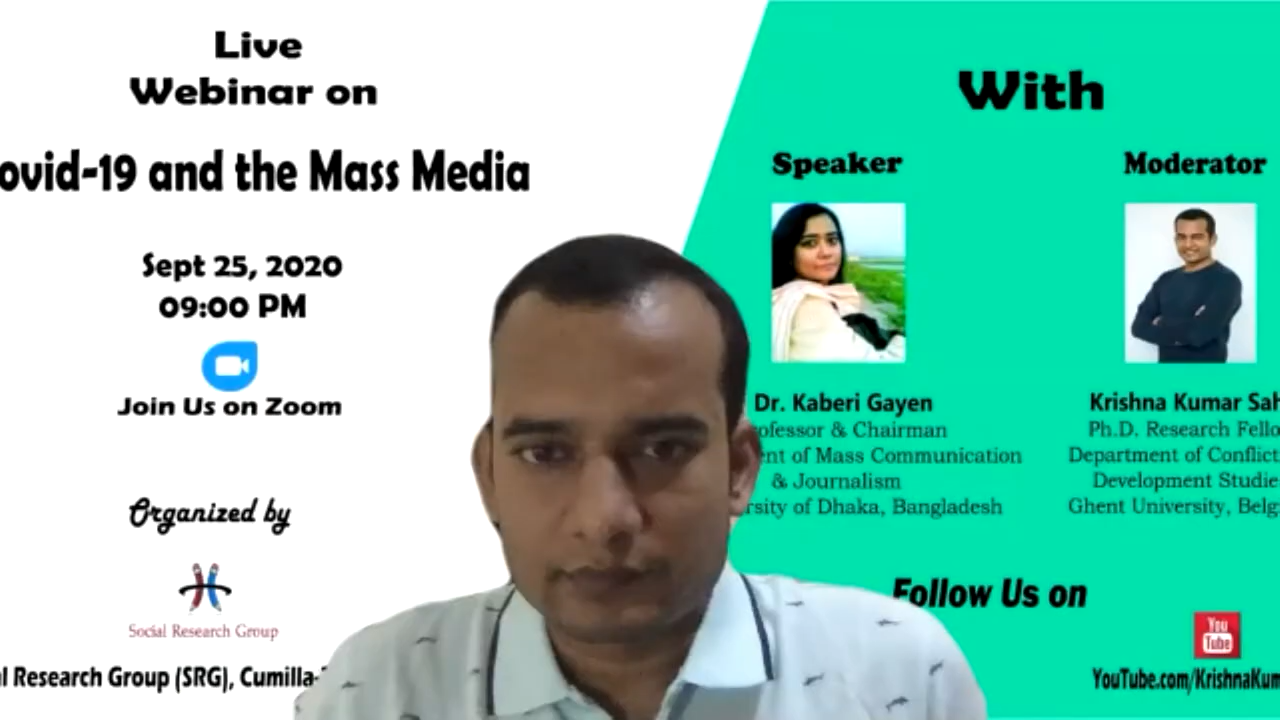 Live
Webinar on
ovid-19 and the Mass Media
Sept 25, 2020
09:00 PM
Join Us on Zoom
Organized by
Social Research Group
l Research Group (SRG), Cumilla-
With
Speaker
Moderator
Dr. Kaberi Gayen
ofessor & Chairman
ent of Mass Communication
& Journalism
rsity of Dhaka, Bangladesh
Krishna Kumar Sah
Ph.D. Research Fello
Department of Conflict
Development Studie
Ghent University, Belg
Follow Us on
You
Tube
YouTube.com/KrishnaKum